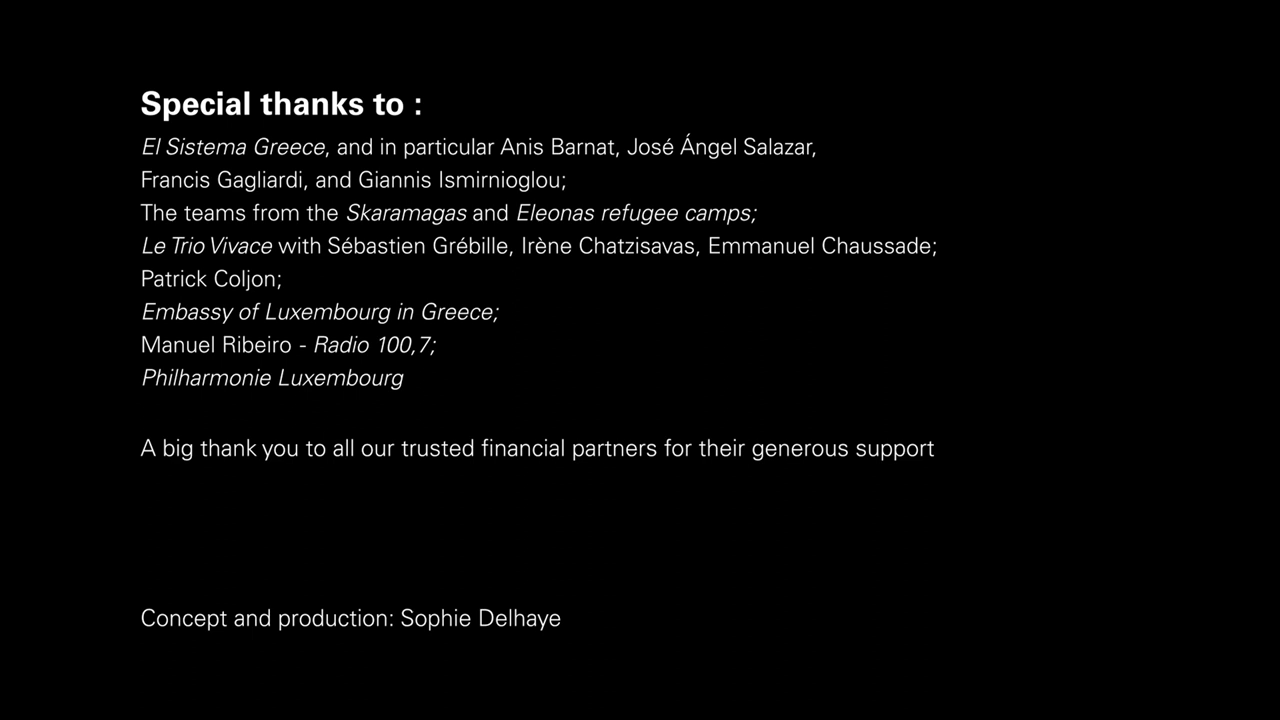 Special thanks to :
El Sistema Greece, and in particular Anis Barnat, José Ángel Salazar,
Francis Gagliardi, and Giannis Ismirnioglou;
The teams from the Skaramagas and Eleonas refugee camps;
Le Trio Vivace with Sébastien Grébille, Irène Chatzisavas, Emmanuel Chaussade;
Patrick Coljon;
Embassy of Luxembourg in Greece;
Manuel Ribeiro - Radio 100,7;
Philharmonie Luxembourg
A big thank you to all our trusted financial partners for their generous support
Concept and production: Sophie Delhaye